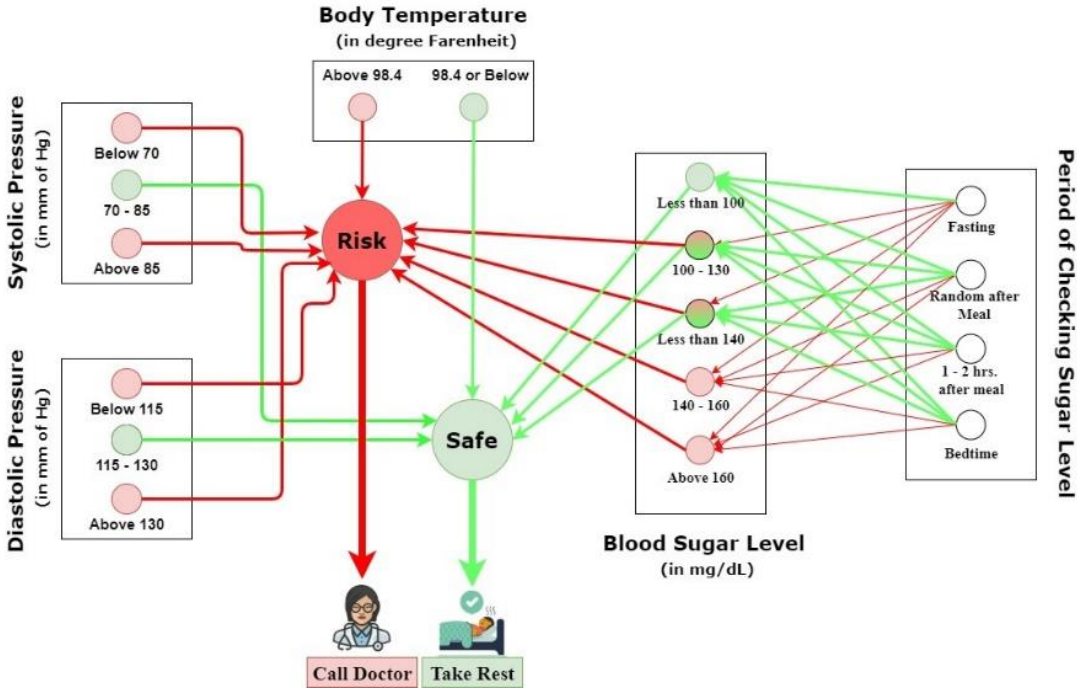 Body Temperature
(in degree Farenheit)
Above 98.4
98.4 or Below
Systolic Pressure
(in mm of Hg)
Below 70
70 - 85
Above 85
Diastolic Pressure
(in mm of Hg)
Below 115
115 - 130
Above 130
Risk
Safe
Call Doctor
Take Rest
Less than 100
100 - 130
Less than 140
140 - 160
Above 160
Blood Sugar Level
(in mg/dL)
Fasting
Random after
Meal
1 - 2 hrs.
after meal
Bedtime
Period of Checking Sugar Level